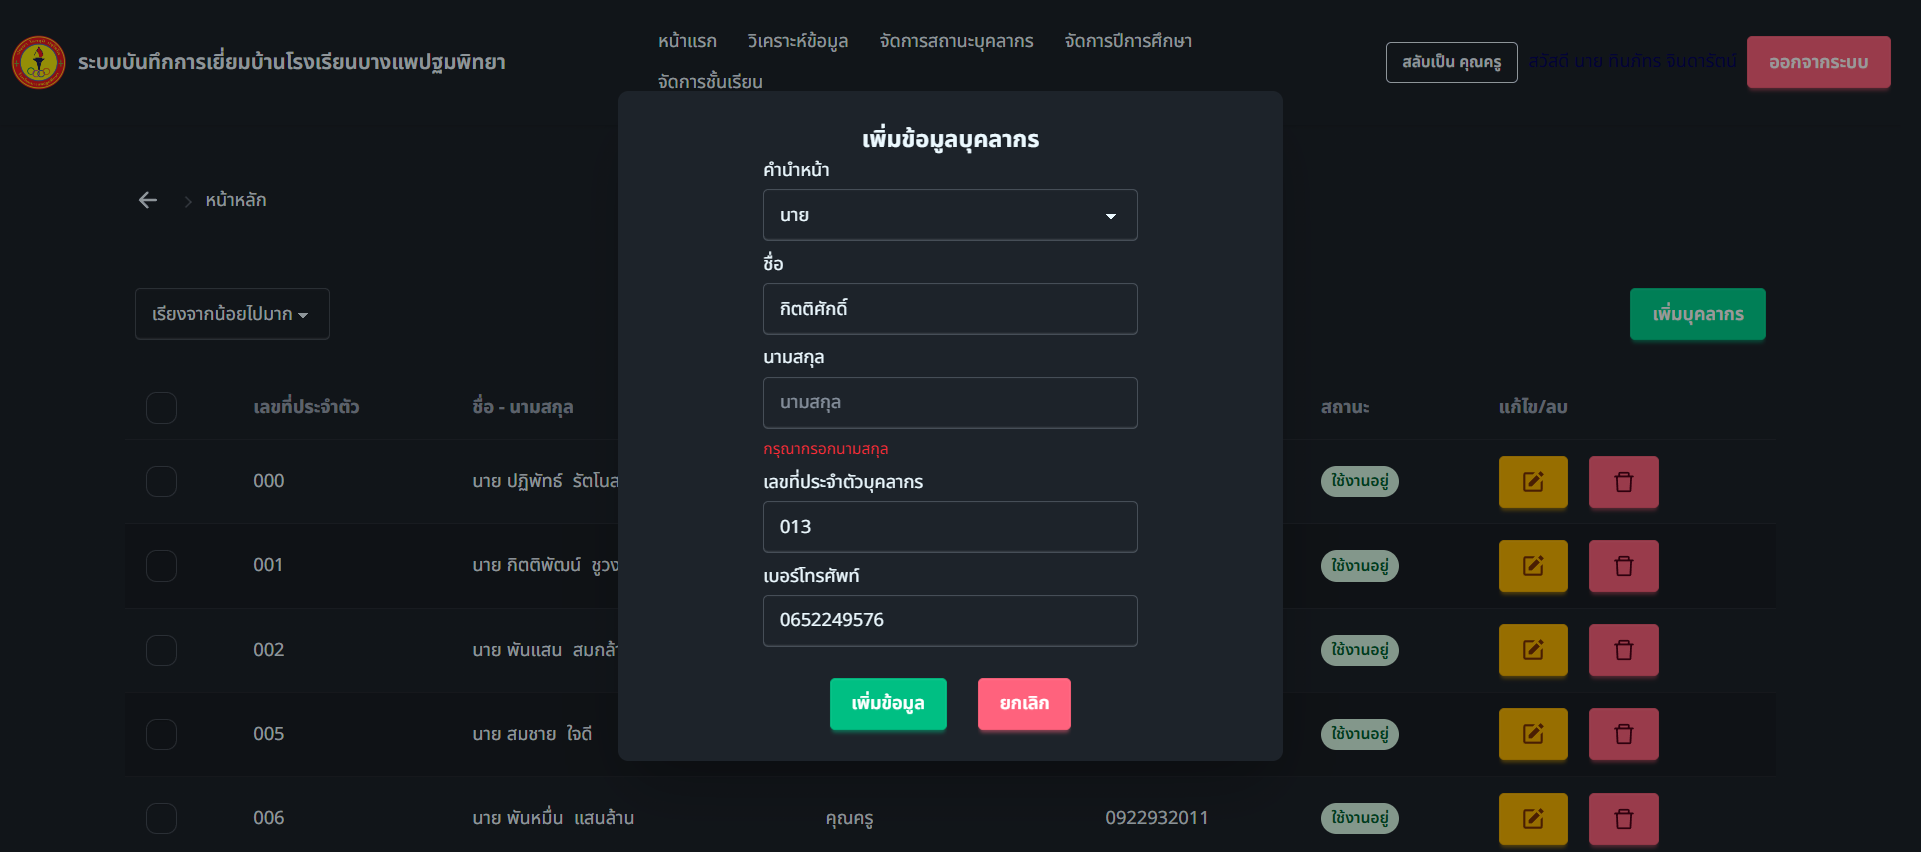 ระบบบันทึกการเยี่ยมบ้านโรงเรียนบางแพปฐมพิทยา
หน้าแรก วิเคราะห์ข้อมูล จัดการสถานะบุคลากร จัดการปีการศึกษา
จัดการชั้นเรียน
สลับเป็น คุณครู
สวัสดี นาย ทินภัทร จินดารัตน์
ออกจากระบบ
หน้าหลัก
เรียงจากน้อยไปมาก
เพิ่มบุคลากร
เพิ่มข้อมูลบุคลากร
คำนำหน้า
นาย
ชื่อ
กิตติศักดิ์
นามสกุล
นามสกุล
กรุณากรอกนามสกุล
เลขที่ประจำตัวบุคลากร
013
เบอร์โทรศัพท์
0652249576
เพิ่มข้อมูล ยกเลิก
เลขที่ประจำตัว ชื่อ - นามสกุล สถานะ แก้ไข/ลบ
000 นาย ปฏิพัทธ์ รัตโนส ใช้งานอยู่
001 นาย กิตติพัฒน์ ชูวง ใช้งานอยู่
002 นาย พันแสน สมกล้า ใช้งานอยู่
005 นาย สมชาย ใจดี ใช้งานอยู่
006 นาย พันหมื่น แสนล้าน คุณครู 0922932011 ใช้งานอยู่